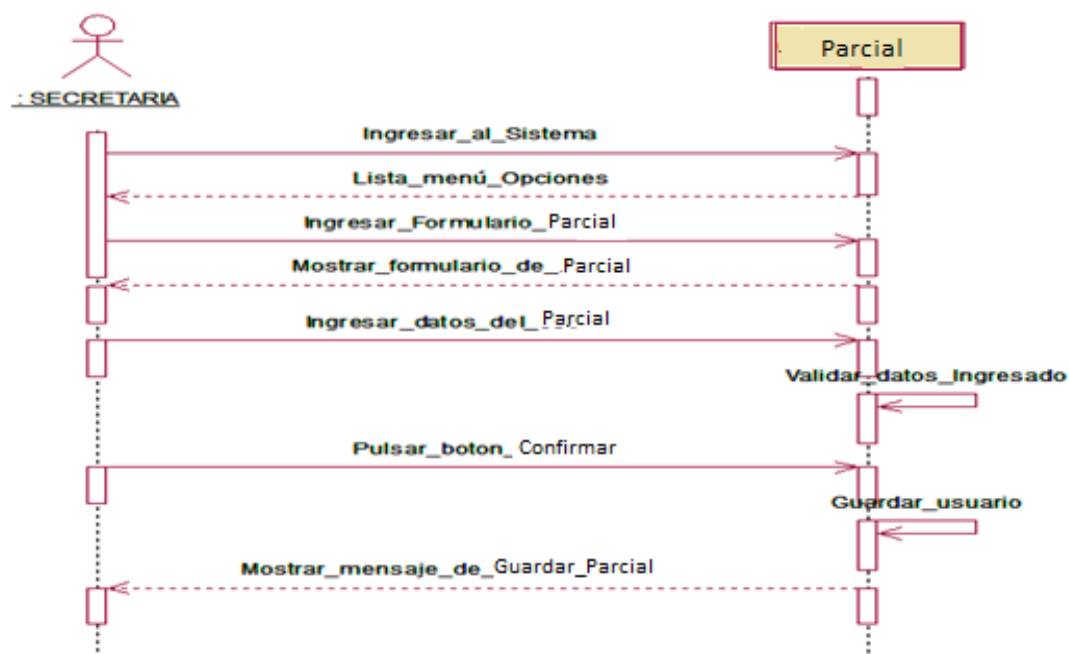 Parcial
: SECRETARIA
Ingresar_al_Sistema
Lista_menú_Opciones
Ingresar_Formulario_Parcial
Mostrar_formulario_de_Parcial
Ingresar_datos_del_Parcial
Validar_datos_Ingresado
Pulsar_boton_Confirmar
Guardar_usuario
Mostrar_mensaje_de_Guardar_Parcial